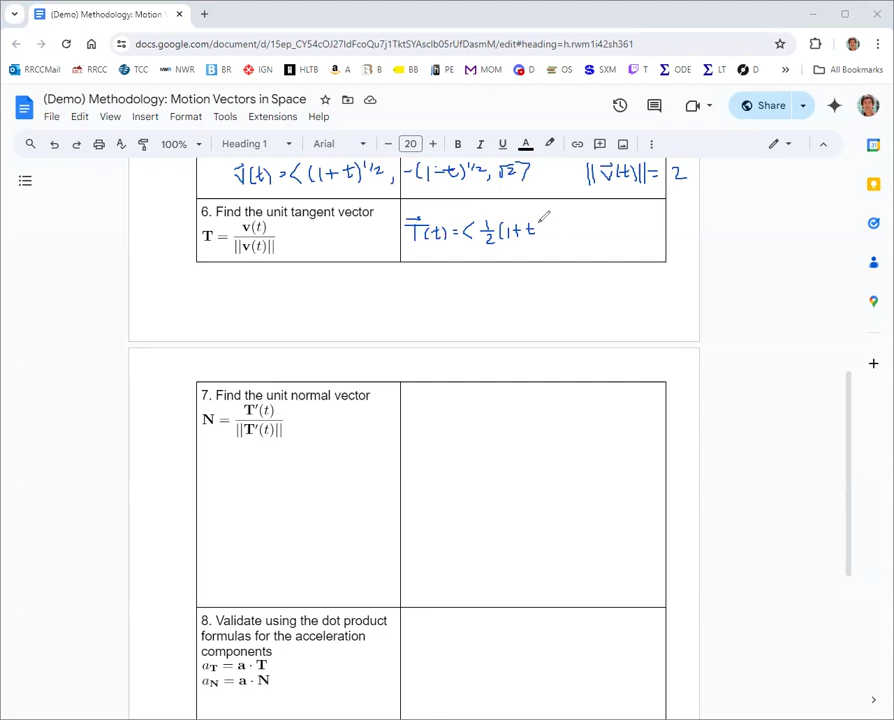 (Demo) Methodology: Motion V
docs.google.com/document/d/15ep_CY54cOJ27IdFcoQu7j1TktSYAsclb05rUfDasmM/edit#heading=h.rwm1i42sh361
RRCCMail RRCC TCC NWR BR IGN HLTB A B BB PE MOM D OS SXM T ODE LT D All Bookmarks
(Demo) Methodology: Motion Vectors in Space
File Edit View Insert Format Tools Extensions Help
Share
100% Heading 1 Arial 20 B I U A
v⃗(t) = < (1+t)^1/2, -(1-t)^1/2, √2 > ||v⃗(t)|| = 2
6. Find the unit tangent vector
T = v(t) / ||v(t)||
T⃗(t) = < 1/2 (1+t
7. Find the unit normal vector
N = T′(t) / ||T′(t)||
8. Validate using the dot product
formulas for the acceleration
components
a_T = a · T
a_N = a · N